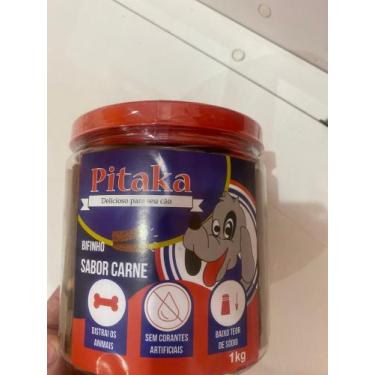 Pitaka
Delicioso para seu cão
BIFINHO
SABOR CARNE
DISTRAI OS
ANIMAIS
SEM CORANTES
ARTIFICIAIS
BAIXO TEOR
DE SÓDIO
1kg